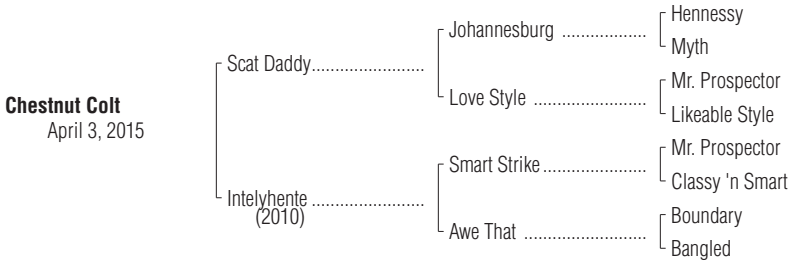 Hennessy
Johannesburg ..................
Myth
Scat Daddy........................
Mr. Prospector
Love Style ........................
Likeable Style
Chestnut Colt
April 3, 2015
Mr. Prospector
Smart Strike......................
Classy 'n Smart
Intelyhente ........................
(2010)
Boundary
Awe That ..........................
Bangled